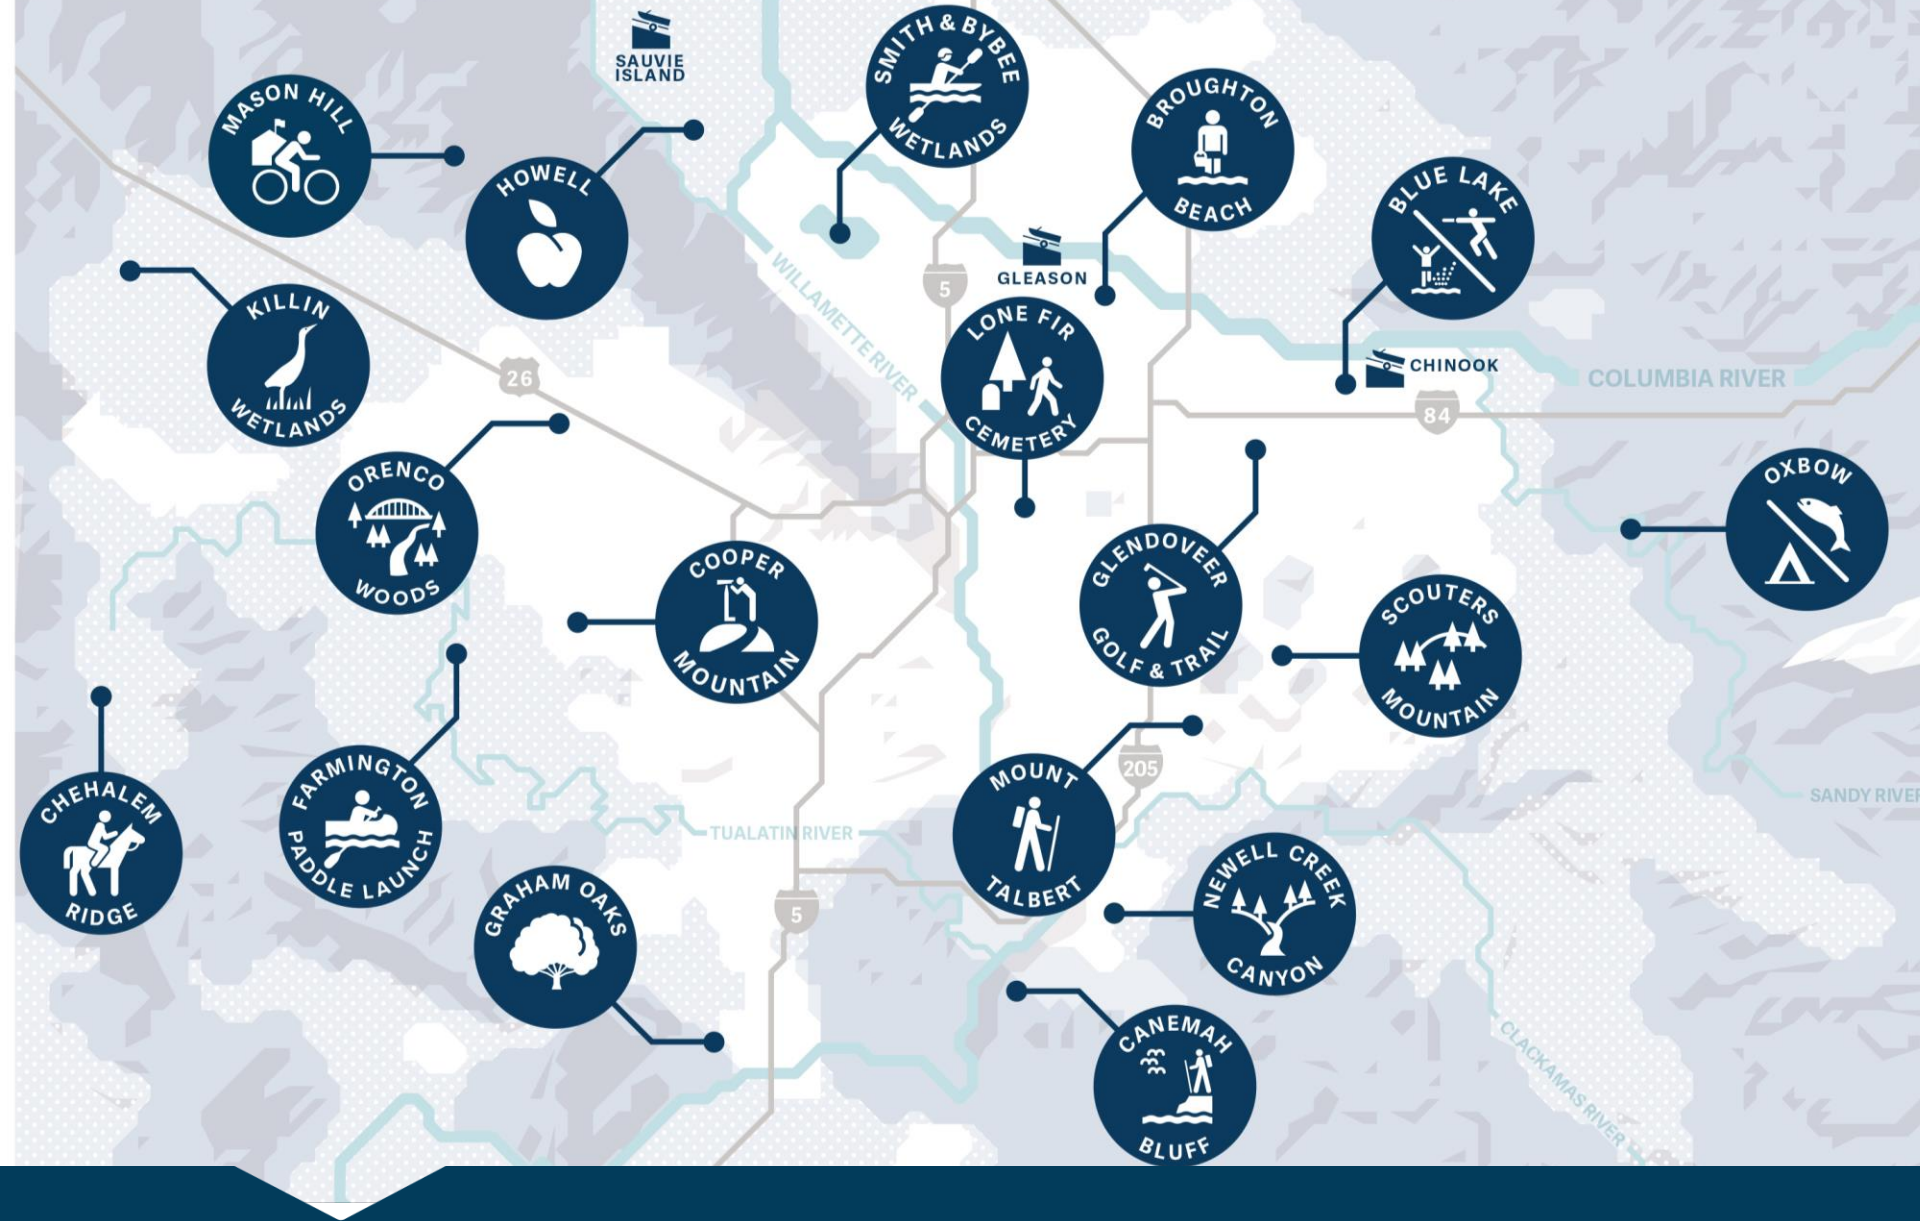 SAUVIE
ISLAND
SMITH & BYBEE
WETLANDS
MASON HILL
BROUGHTON
BEACH
HOWELL
BLUE LAKE
GLEASON
5
WILLAMETTE RIVER
KILLIN
WETLANDS
LONE FIR
CEMETERY
26
CHINOOK
COLUMBIA RIVER
84
ORENCO
WOODS
OXBOW
COOPER
MOUNTAIN
GLENDOVEER
GOLF & TRAIL
SCOUTERS
MOUNTAIN
CHEHALEM
RIDGE
FARMINGTON
PADDLE LAUNCH
MOUNT
TALBERT
205
SANDY RIVER
TUALATIN RIVER
GRAHAM OAKS
5
NEWELL CREEK
CANYON
CANEMAH
BLUFF
CLACKAMAS RIVER